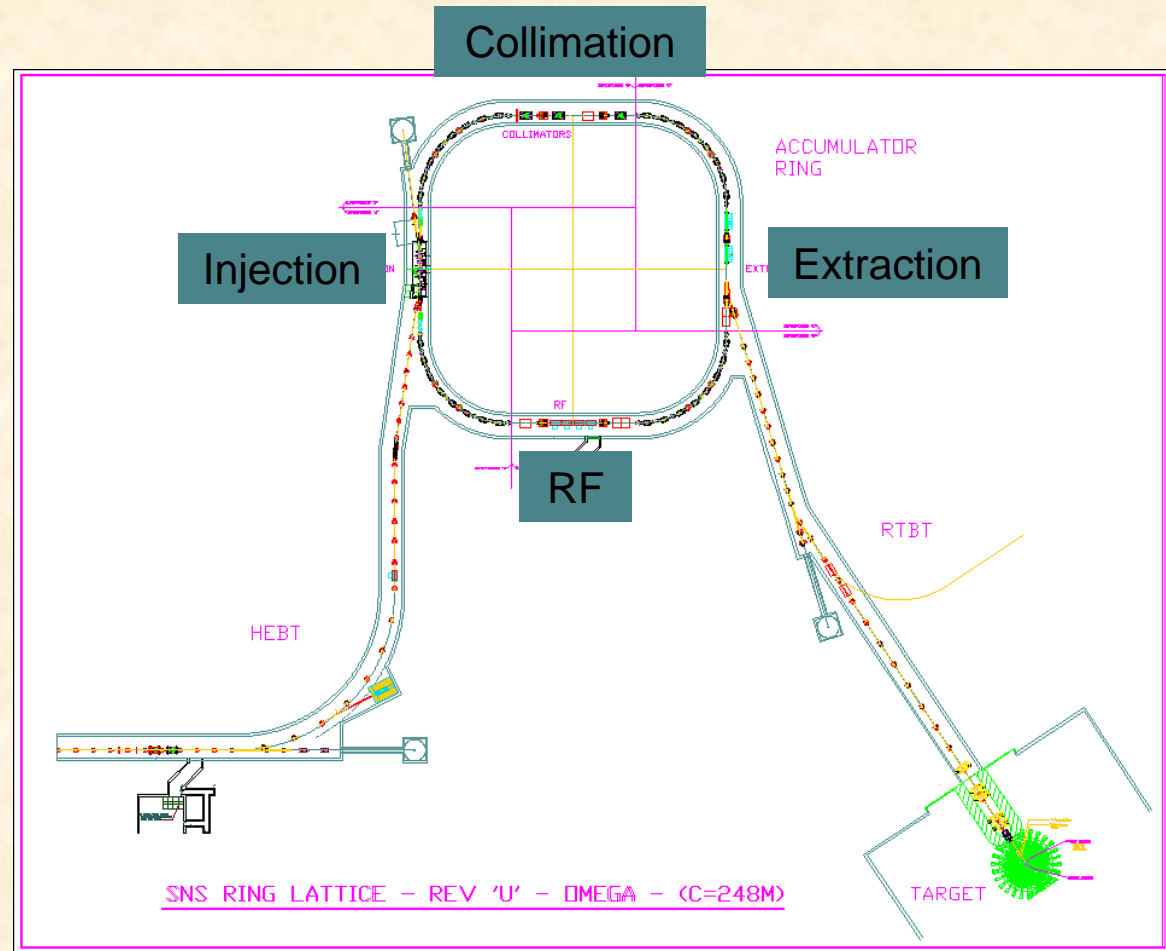 Collimation
COLLIMATORS
ACCUMULATOR
RING
Injection
Extraction
RF
RF
RTBT
HEBT
TARGET
SNS RING LATTICE - REV 'U' - OMEGA - (C=248M)